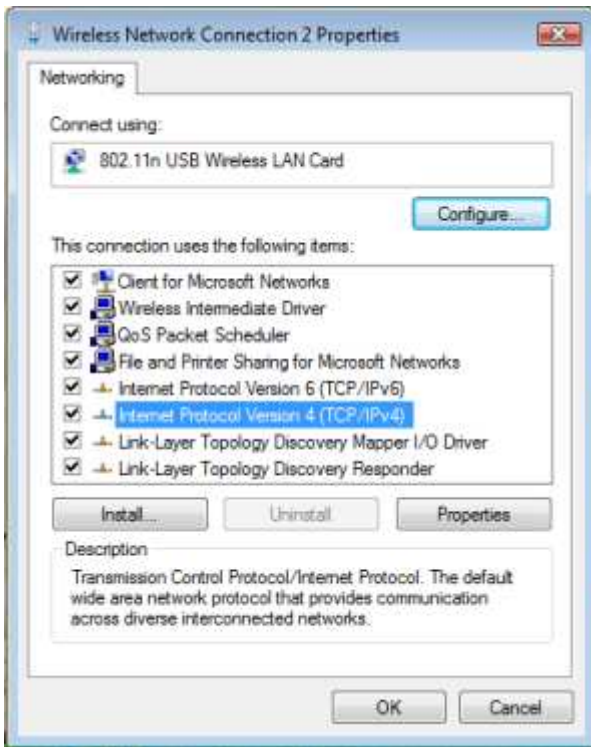 Wireless Network Connection 2 Properties
Networking
Connect using:
802.11n USB Wireless LAN Card
Configure...
This connection uses the following items:
Client for Microsoft Networks
Wireless Intermediate Driver
QoS Packet Scheduler
File and Printer Sharing for Microsoft Networks
Internet Protocol Version 6 (TCP/IPv6)
Internet Protocol Version 4 (TCP/IPv4)
Link-Layer Topology Discovery Mapper I/O Driver
Link-Layer Topology Discovery Responder
Install... Uninstall Properties
Description
Transmission Control Protocol/Internet Protocol. The default
wide area network protocol that provides communication
across diverse interconnected networks.
OK Cancel